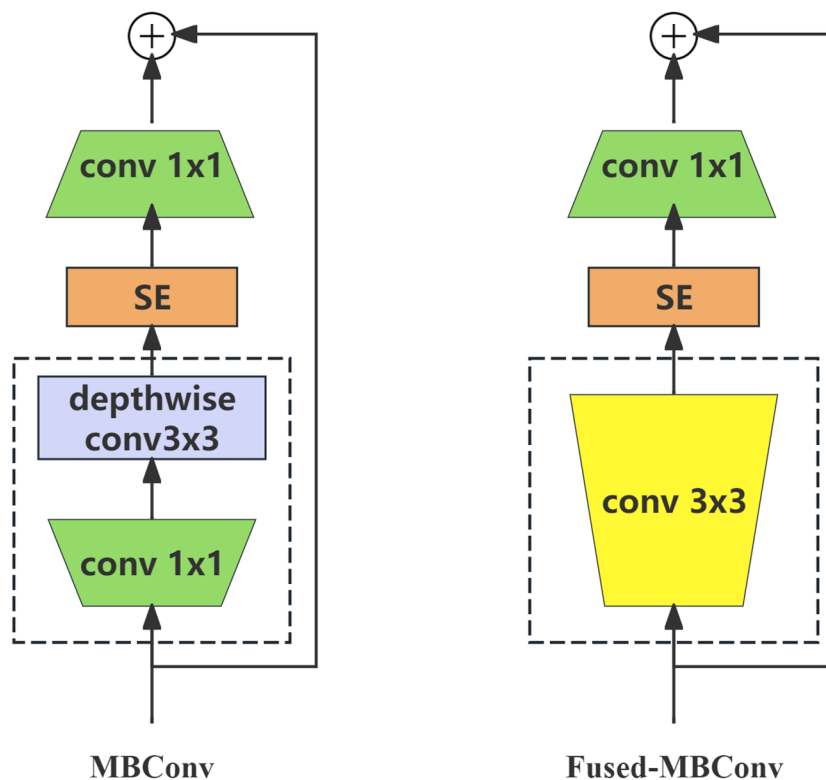 conv 1x1
SE
depthwise
conv3x3
conv 1x1
MBConv
conv 1x1
SE
conv 3x3
Fused-MBConv